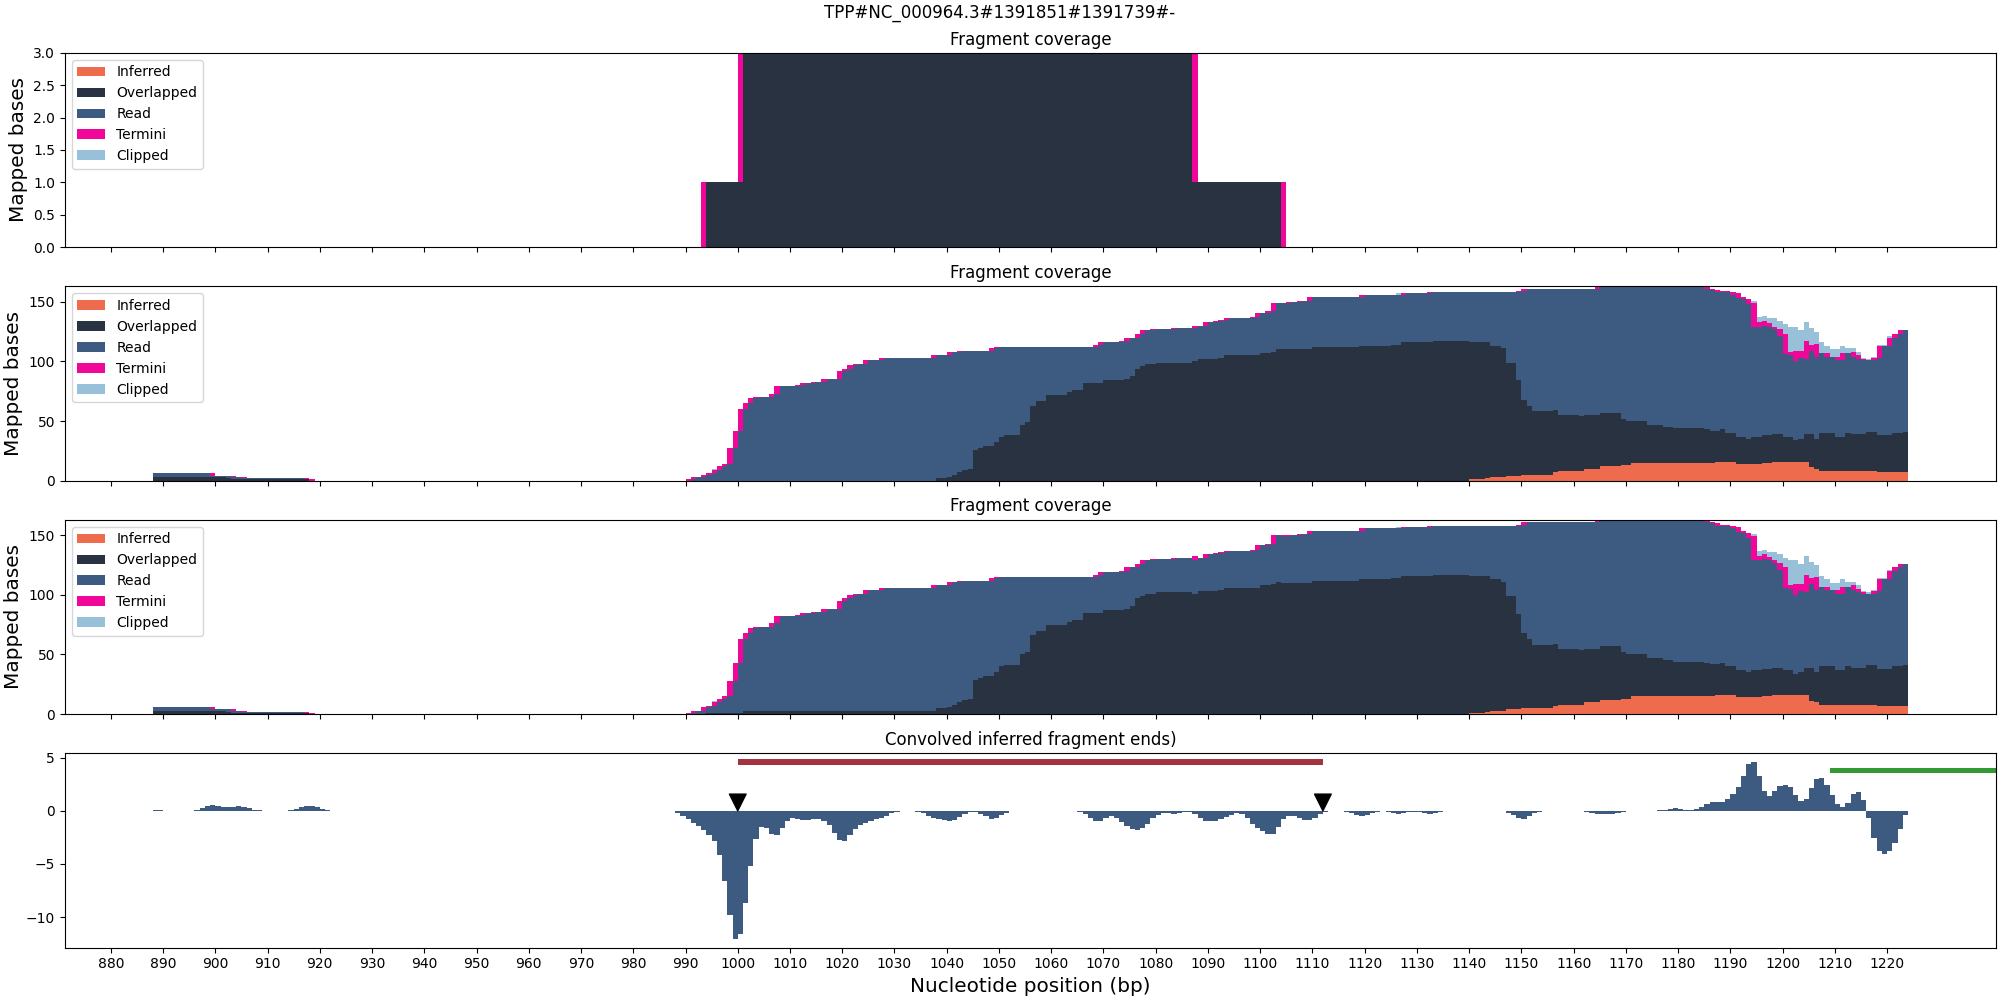 TPP#NC_000964.3#1391851#1391739#-
Fragment coverage
Mapped bases
3.0
2.5
2.0
1.5
1.0
0.5
0.0
Inferred
Overlapped
Read
Termini
Clipped
Fragment coverage
Mapped bases
150
100
50
0
Inferred
Overlapped
Read
Termini
Clipped
Fragment coverage
Mapped bases
150
100
50
0
Inferred
Overlapped
Read
Termini
Clipped
Convolved inferred fragment ends)
5
0
−5
−10
880 890 900 910 920 930 940 950 960 970 980 990 1000 1010 1020 1030 1040 1050 1060 1070 1080 1090 1100 1110 1120 1130 1140 1150 1160 1170 1180 1190 1200 1210 1220
Nucleotide position (bp)